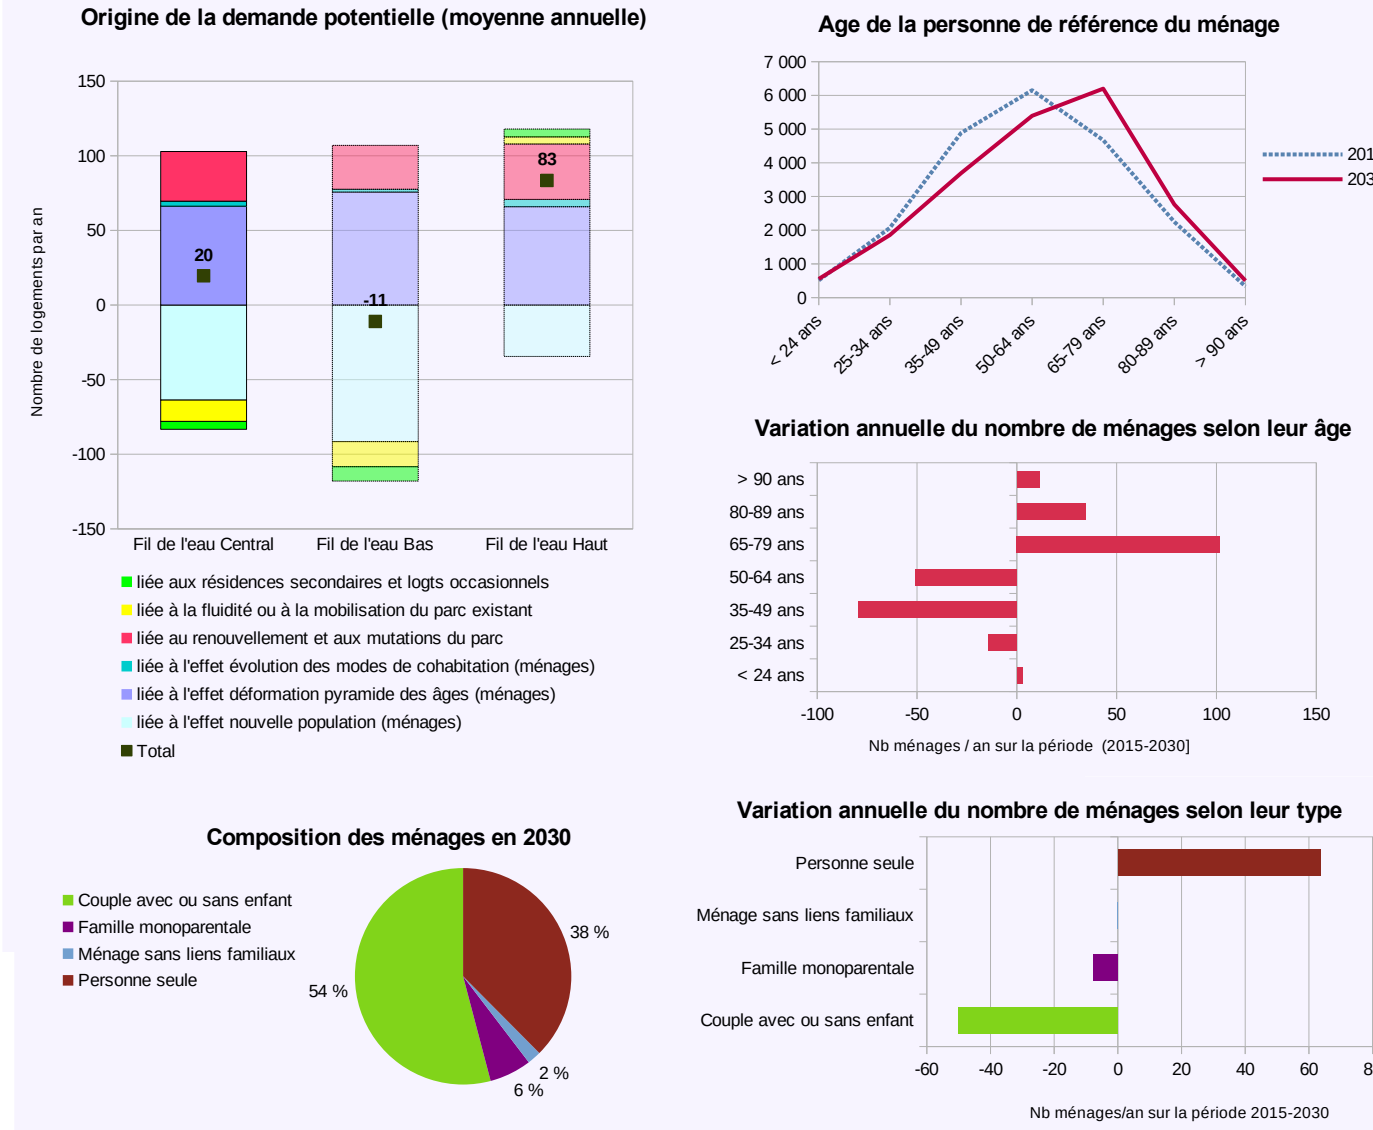 Origine de la demande potentielle (moyenne annuelle)
150
100
50
0
-50
-100
-150
Nombre de logements par an
20
-11
83
Fil de l'eau Central
Fil de l'eau Bas
Fil de l'eau Haut
liée aux résidences secondaires et logts occasionnels
liée à la fluidité ou à la mobilisation du parc existant
liée au renouvellement et aux mutations du parc
liée à l'effet évolution des modes de cohabitation (ménages)
liée à l'effet déformation pyramide des âges (ménages)
liée à l'effet nouvelle population (ménages)
Total
Age de la personne de référence du ménage
7 000
6 000
5 000
4 000
3 000
2 000
1 000
0
< 24 ans
25-34 ans
35-49 ans
50-64 ans
65-79 ans
80-89 ans
> 90 ans
201
203
Variation annuelle du nombre de ménages selon leur âge
> 90 ans
80-89 ans
65-79 ans
50-64 ans
35-49 ans
25-34 ans
< 24 ans
-100
-50
0
50
100
150
Nb ménages / an sur la période (2015-2030]
Composition des ménages en 2030
Couple avec ou sans enfant
Famille monoparentale
Ménage sans liens familiaux
Personne seule
38 %
2 %
6 %
54 %
Variation annuelle du nombre de ménages selon leur type
Personne seule
Ménage sans liens familiaux
Famille monoparentale
Couple avec ou sans enfant
-60
-40
-20
0
20
40
60
8
Nb ménages/an sur la période 2015-2030